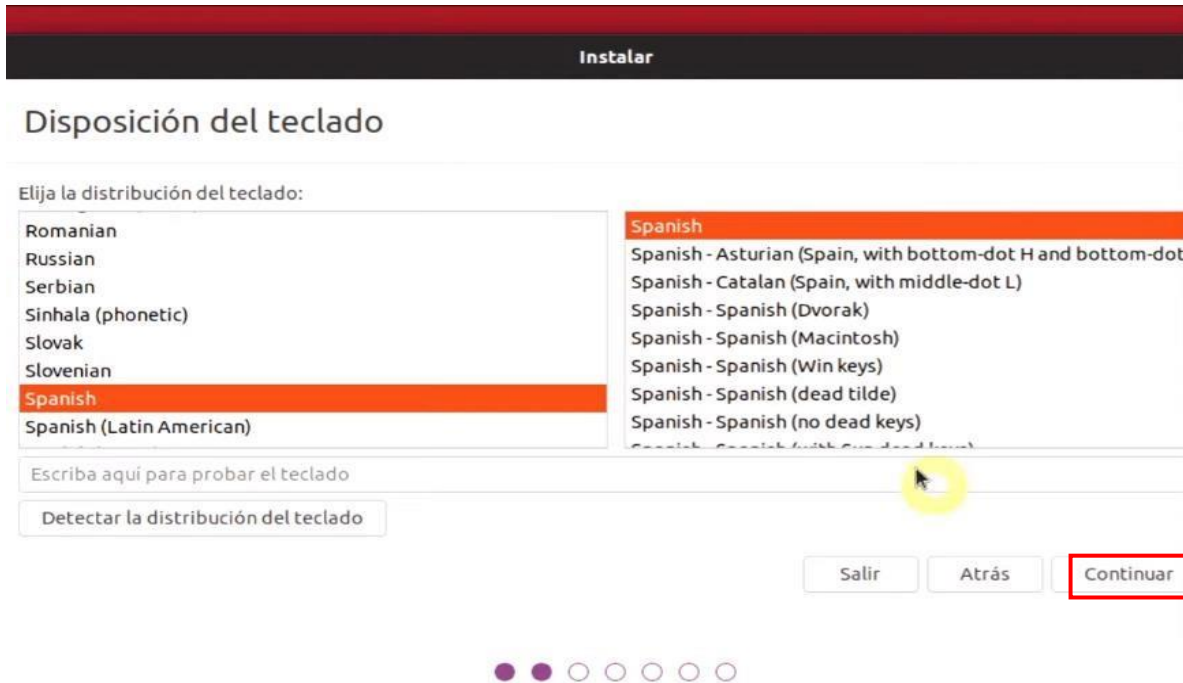 Instalar
Disposición del teclado
Elija la distribución del teclado:
Romanian
Russian
Serbian
Sinhala (phonetic)
Slovak
Slovenian
Spanish
Spanish (Latin American)
Spanish
Spanish - Asturian (Spain, with bottom-dot H and bottom-dot
Spanish - Catalan (Spain, with middle-dot L)
Spanish - Spanish (Dvorak)
Spanish - Spanish (Macintosh)
Spanish - Spanish (Win keys)
Spanish - Spanish (dead tilde)
Spanish - Spanish (no dead keys)
Escriba aquí para probar el teclado
Detectar la distribución del teclado
Salir
Atrás
Continuar